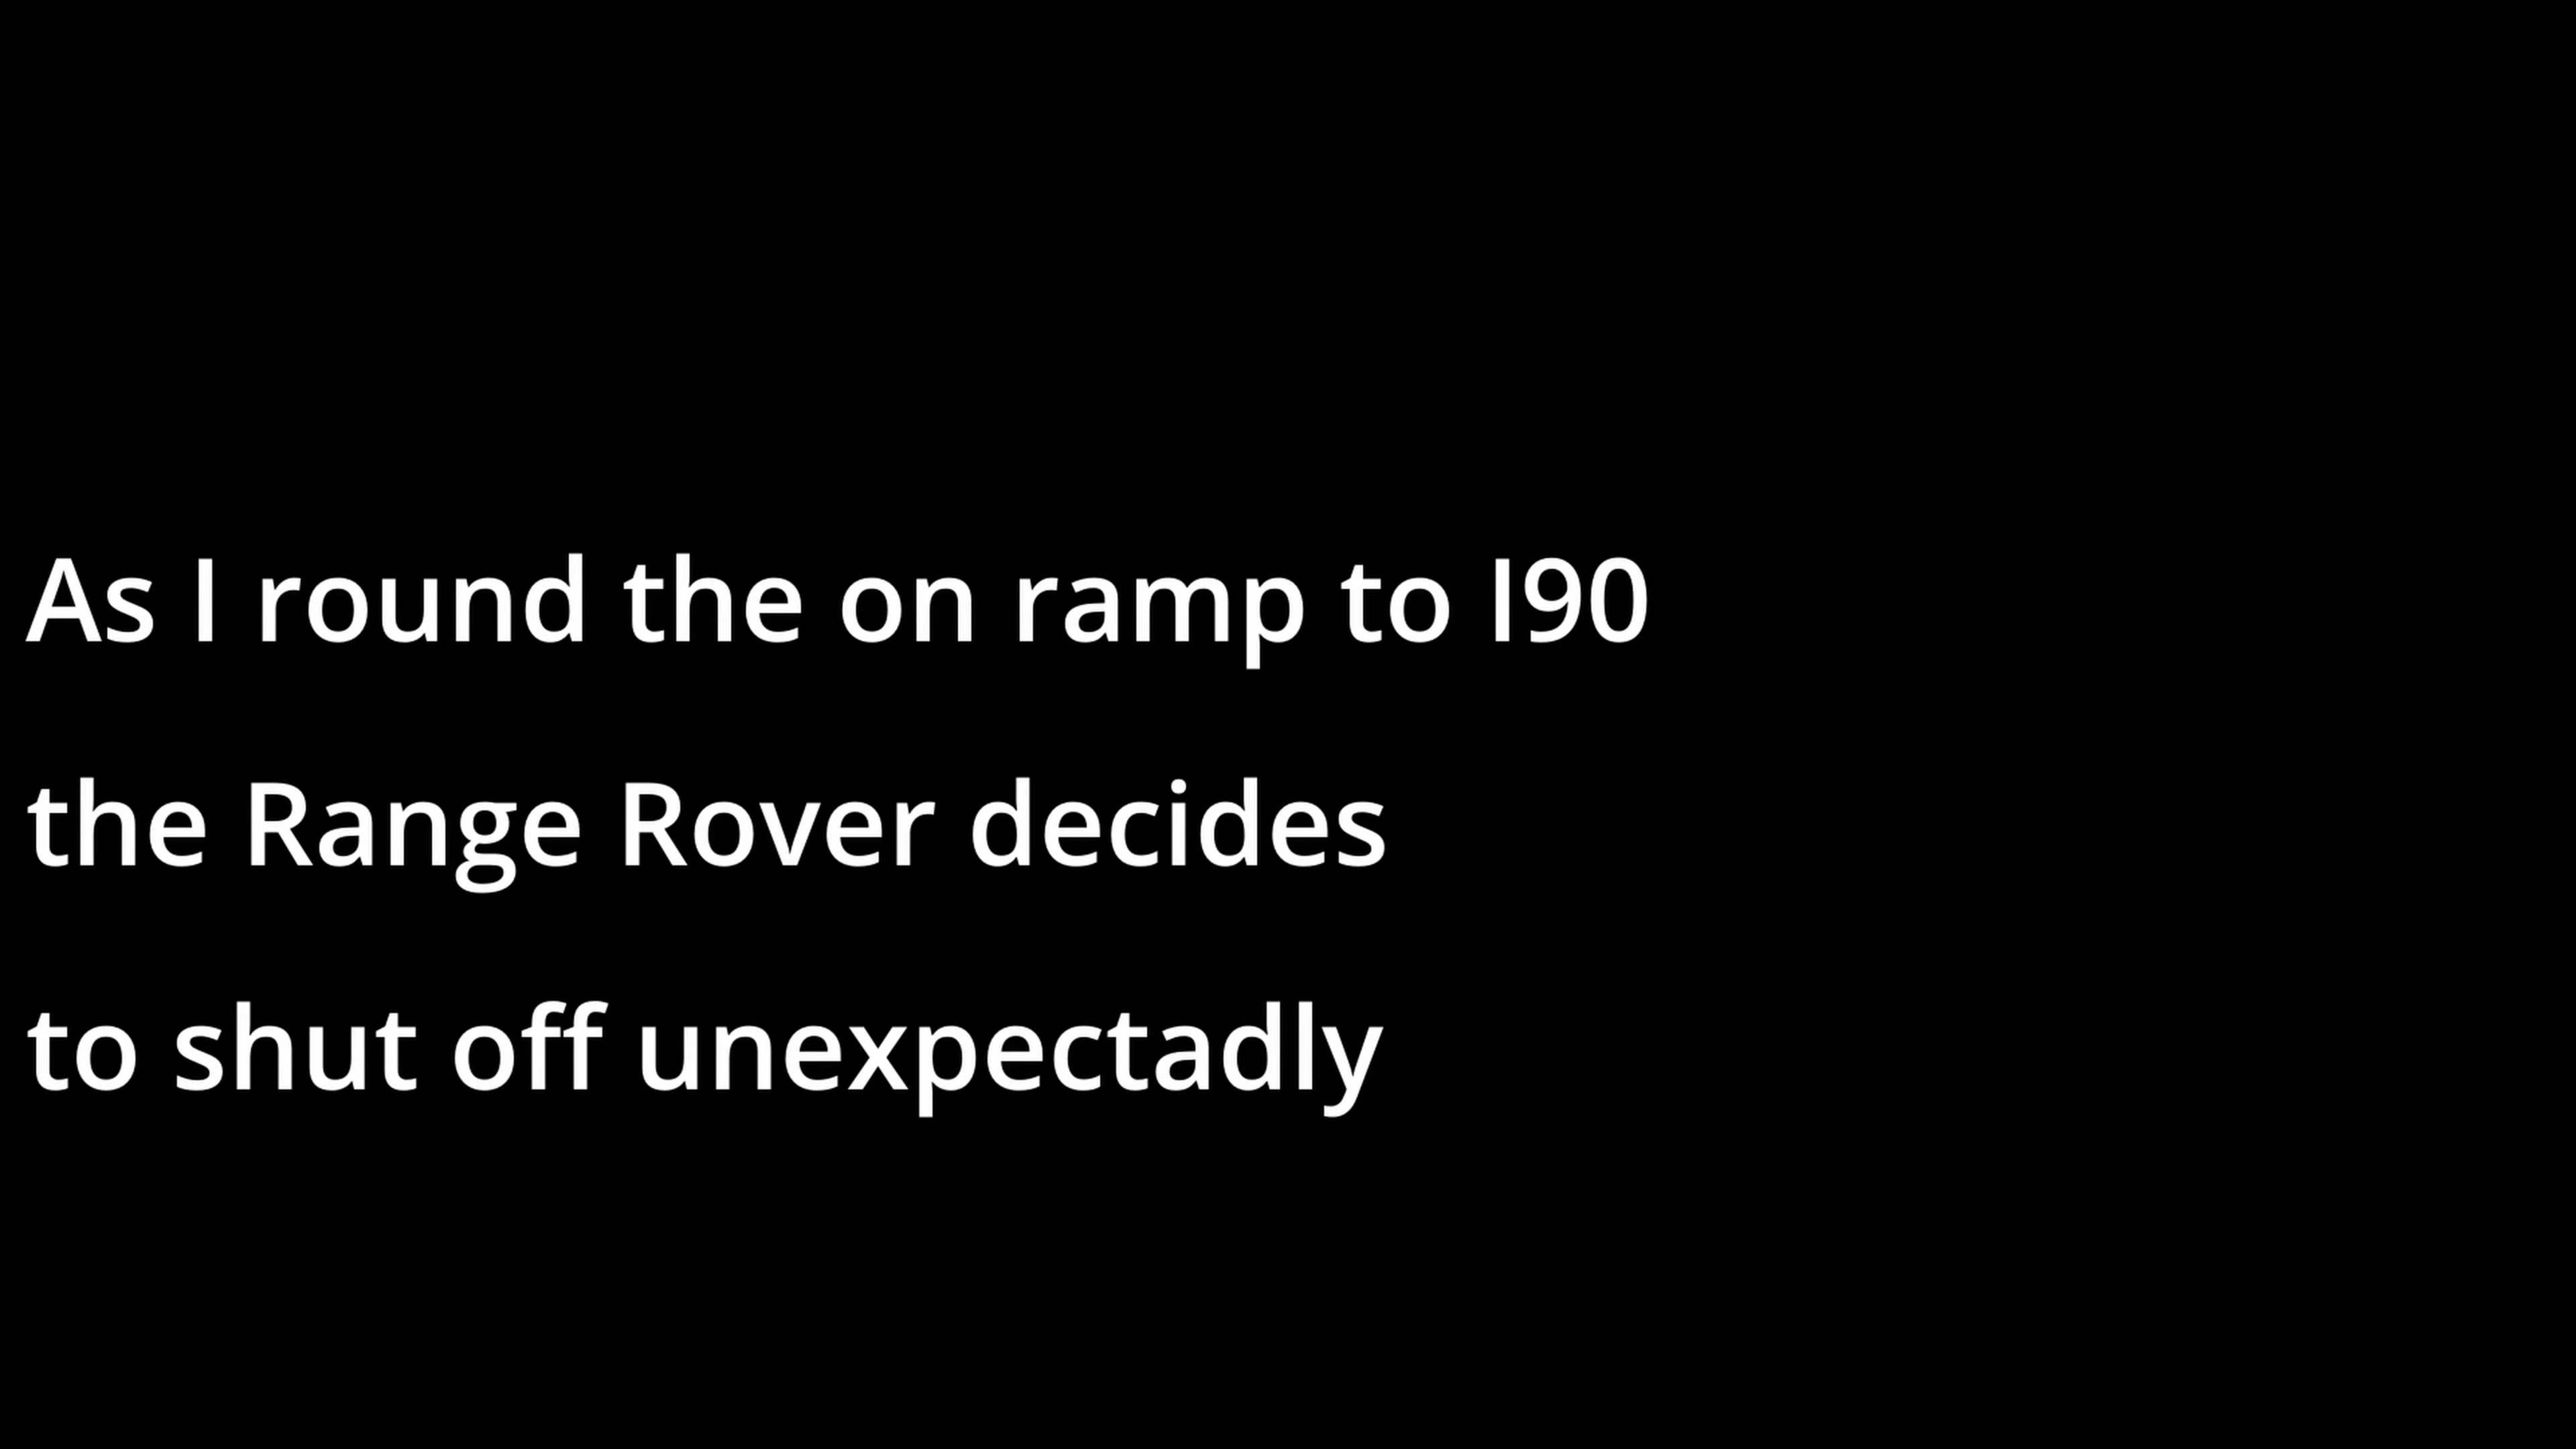 As I round the on ramp to I90
the Range Rover decides
to shut off unexpectadly